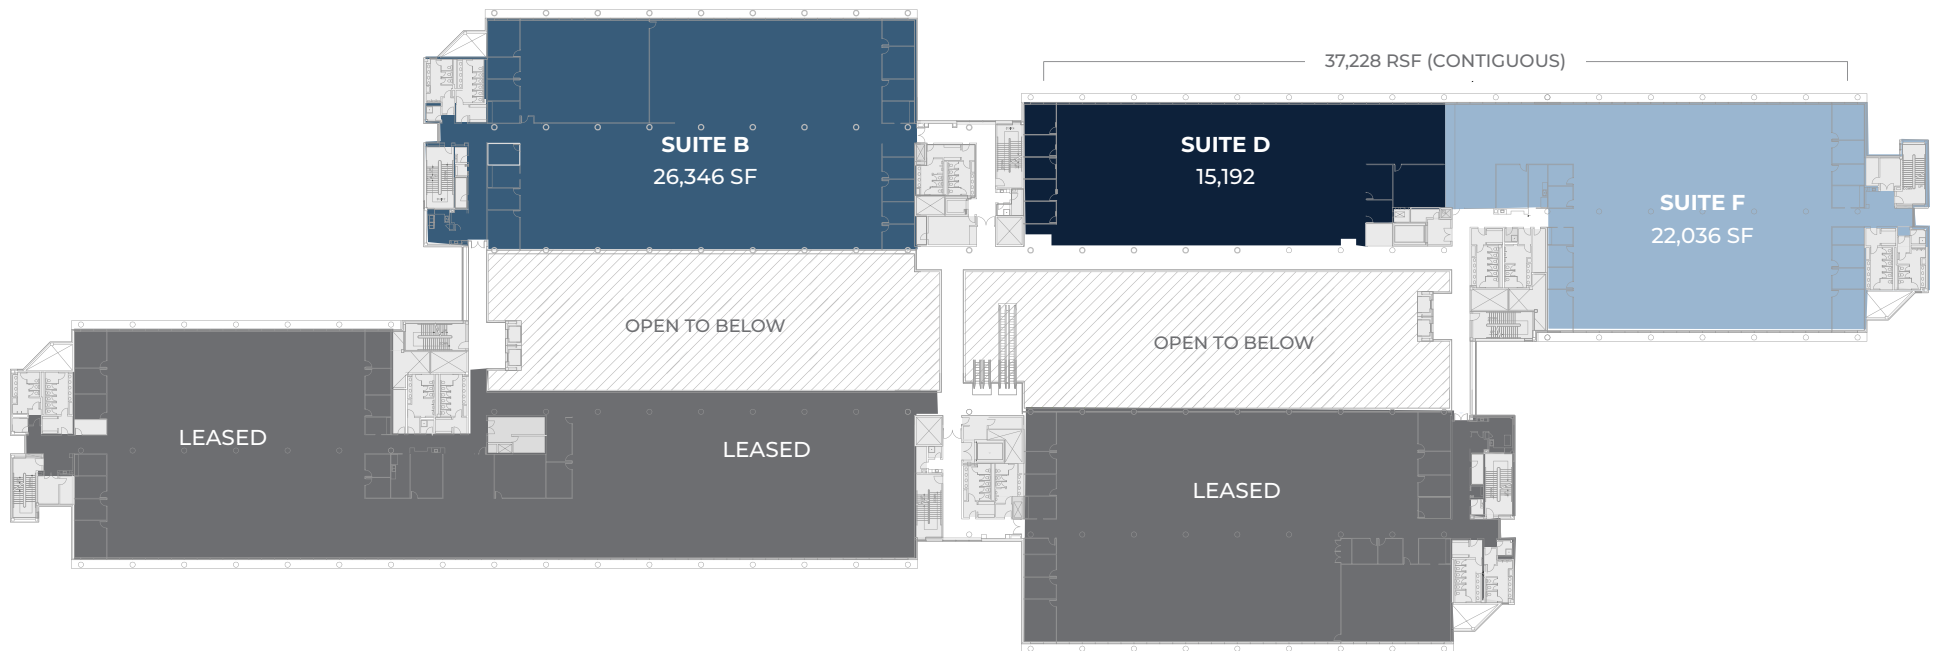 37,228 RSF (CONTIGUOUS)
SUITE B
26,346 SF
SUITE D
15,192
SUITE F
22,036 SF
OPEN TO BELOW
OPEN TO BELOW
LEASED
LEASED
LEASED